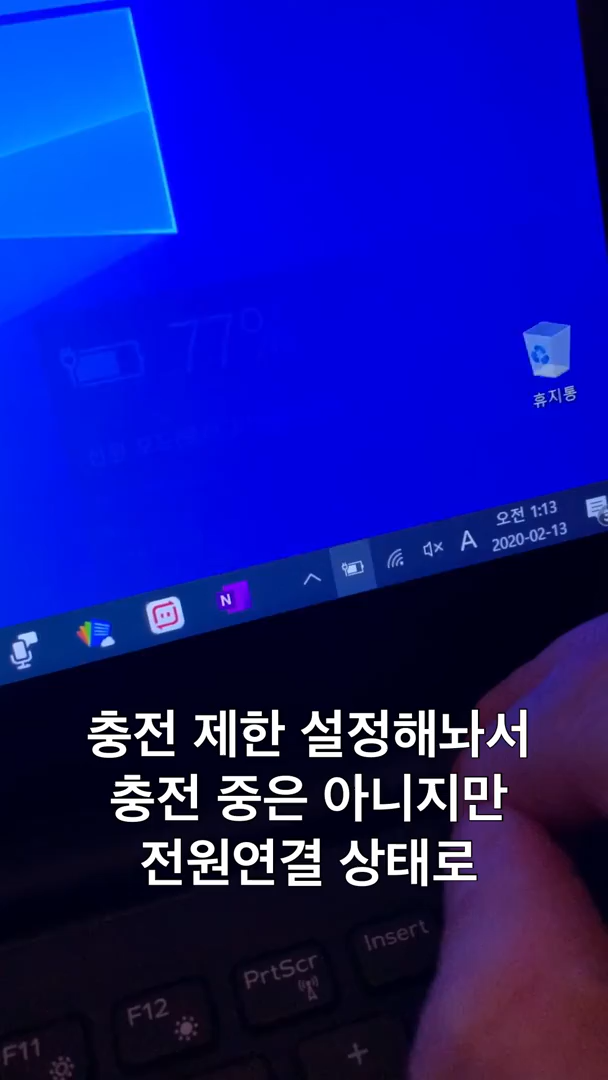 77%
휴지통
오전 1:13
A
2020-02-13
N
충전 제한 설정해놔서
충전 중은 아니지만
전원연결 상태로
Insert
PrtScr
F12
F11
+